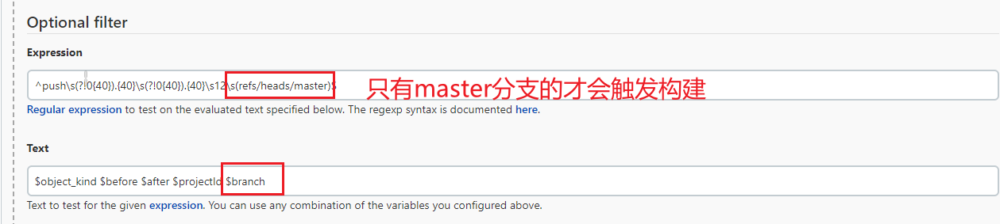 Optional filter
Expression
^push\s(?!0{40}).{40}\s(?!0{40}).{40}\s12\s(refs/heads/master)$
只有master分支的才会触发构建
Regular expression to test on the evaluated text specified below. The regexp syntax is documented here.
Text
$object_kind $before $after $projectId $branch
Text to test for the given expression. You can use any combination of the variables you configured above.